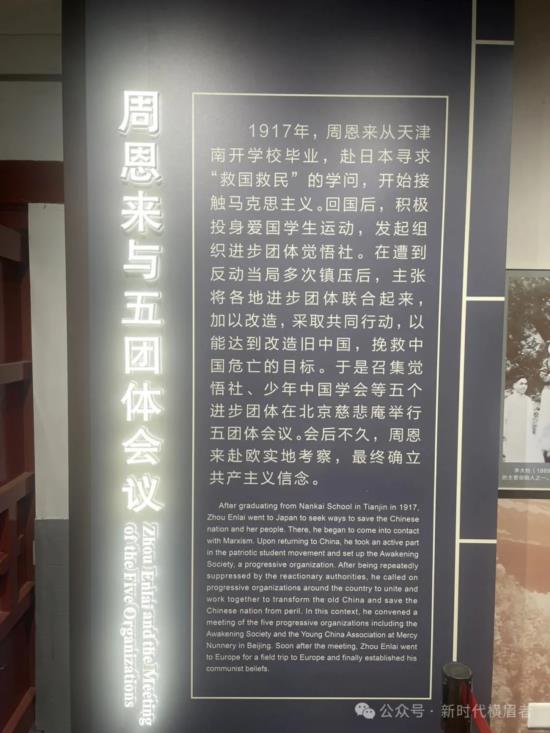 周恩来与五团体会议
Zhou Enlai and the Meeting
of the Five Organizations
1917年，周恩来从天津
南开学校毕业，赴日本寻求
“救国救民”的学问，开始接
触马克思主义。回国后，积极
投身爱国学生运动，发起组
织进步团体觉悟社。在遭到
反动当局多次镇压后，主张
将各地进步团体联合起来，
加以改造，采取共同行动，以
能达到改造旧中国，挽救中
国危亡的目标。于是召集觉
悟社、少年中国学会等五个
进步团体在北京慈悲庵举行
五团体会议。会后不久，周恩
来赴欧实地考察，最终确立
共产主义信念。
After graduating from Nankai School in Tianjin in 1917,
Zhou Enlai went to Japan to seek ways to save the Chinese
nation and her people. There, he began to come into contact
with Marxism. Upon returning to China, he took an active part
in the patriotic student movement and set up the Awakening
Society, a progressive organization. After being repeatedly
suppressed by the reactionary authorities, he called on
progressive organizations around the country to unite and
work together to transform the old China and save the
Chinese nation from peril. In this context, he convened a
meeting of the five progressive organizations including the
Awakening Society and the Young China Association at Mercy
Nunnery in Beijing. Soon after the meeting, Zhou Enlai went
to Europe for a field trip to Europe and finally established his
communist beliefs.
李大钊（1889
的主要创始人之一，
公众号·新时代横眉者